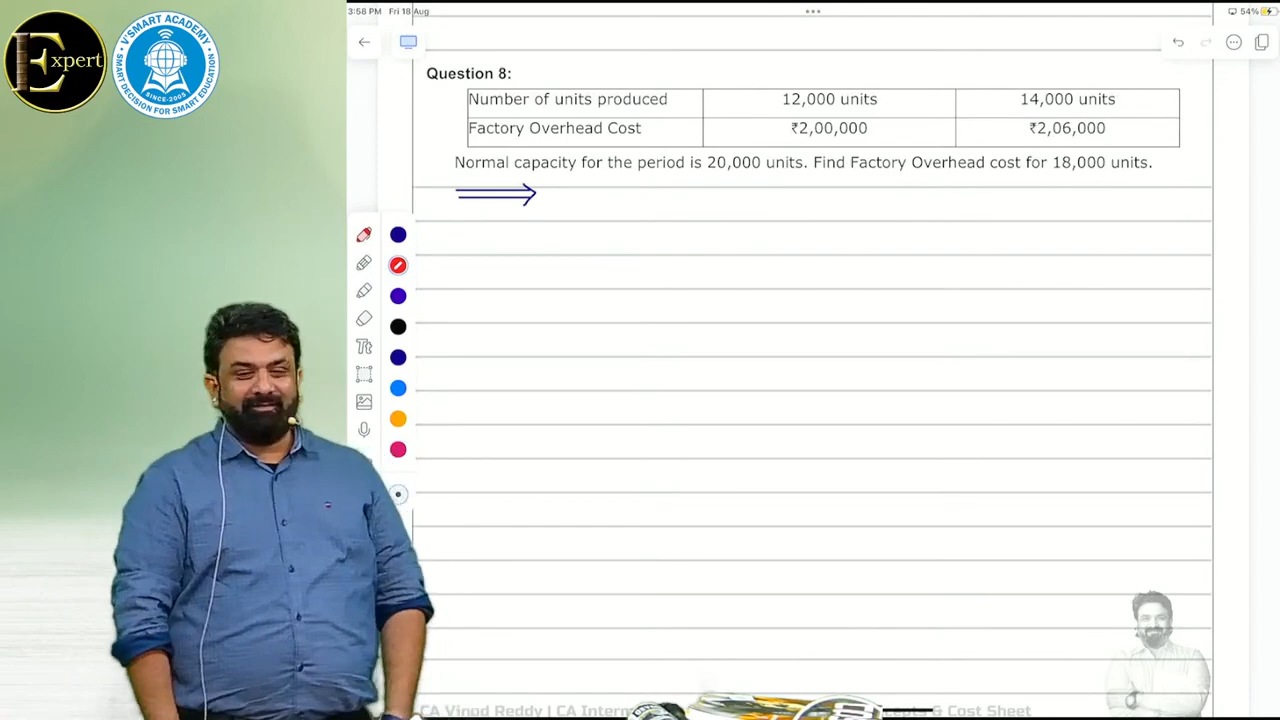 3:58 PM Fri 18 Aug
54%
Expert
V'SMART ACADEMY
SMART DECISION FOR SMART EDUCATION
SINCE-2005
Question 8:
Number of units produced 12,000 units 14,000 units
Factory Overhead Cost ₹2,00,000 ₹2,06,000
Normal capacity for the period is 20,000 units. Find Factory Overhead cost for 18,000 units.
Tt
CA Vinod Reddy | CA Interm
& Cost Sheet